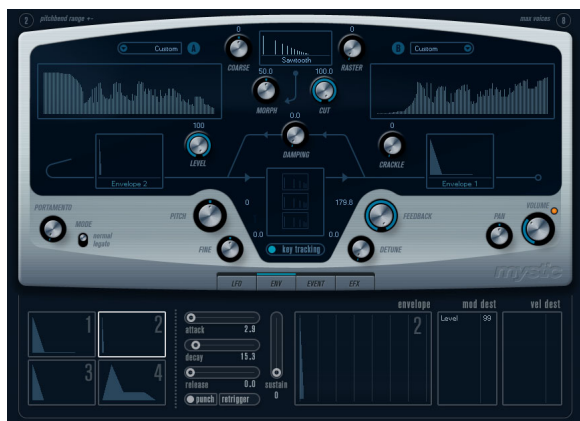 2 pitchbend range +- max voices 8
0 0
Custom A B Custom
COARSE Sawtooth RASTER
50.0 100.0
MORPH CUT
0.0
100 0
DAMPING
LEVEL CRACKLE
Envelope 2 Envelope 1
PORTAMENTO PITCH 0 179.8 FEEDBACK PAN VOLUME
MODE
normal
legato
0.0 0.0
FINE key tracking DETUNE
mystic
LFO ENV EVENT EFX
envelope mod dest vel dest
1 2 attack 2.9 2 Level 99
decay 15.3
3 4 release 0.0 sustain
punch retrigger 0